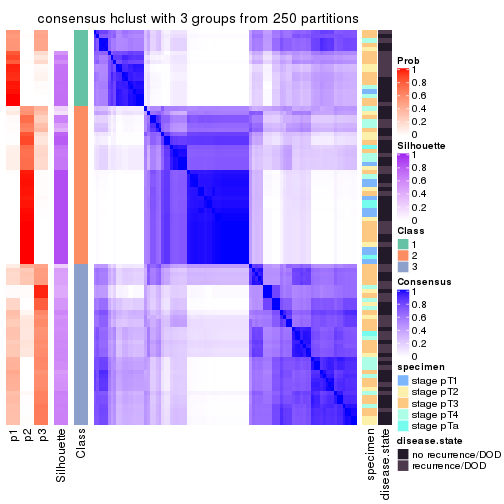 consensus hclust with 3 groups from 250 partitions
Prob
1
0.8
0.6
0.4
0.2
0
Silhouette
1
0.8
0.6
0.4
0.2
0
Class
1
2
3
Consensus
1
0.8
0.6
0.4
0.2
0
specimen
stage pT1
stage pT2
stage pT3
stage pT4
stage pTa
disease.state
no recurrence/DOD
recurrence/DOD
p1
p2
p3
Silhouette
Class
specimen
disease.state